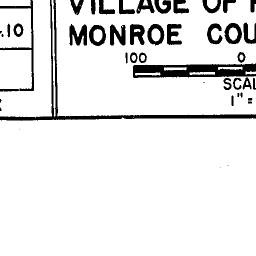 VILLAGE OF
.10
MONROE COU
100 0
SCAL
1" =